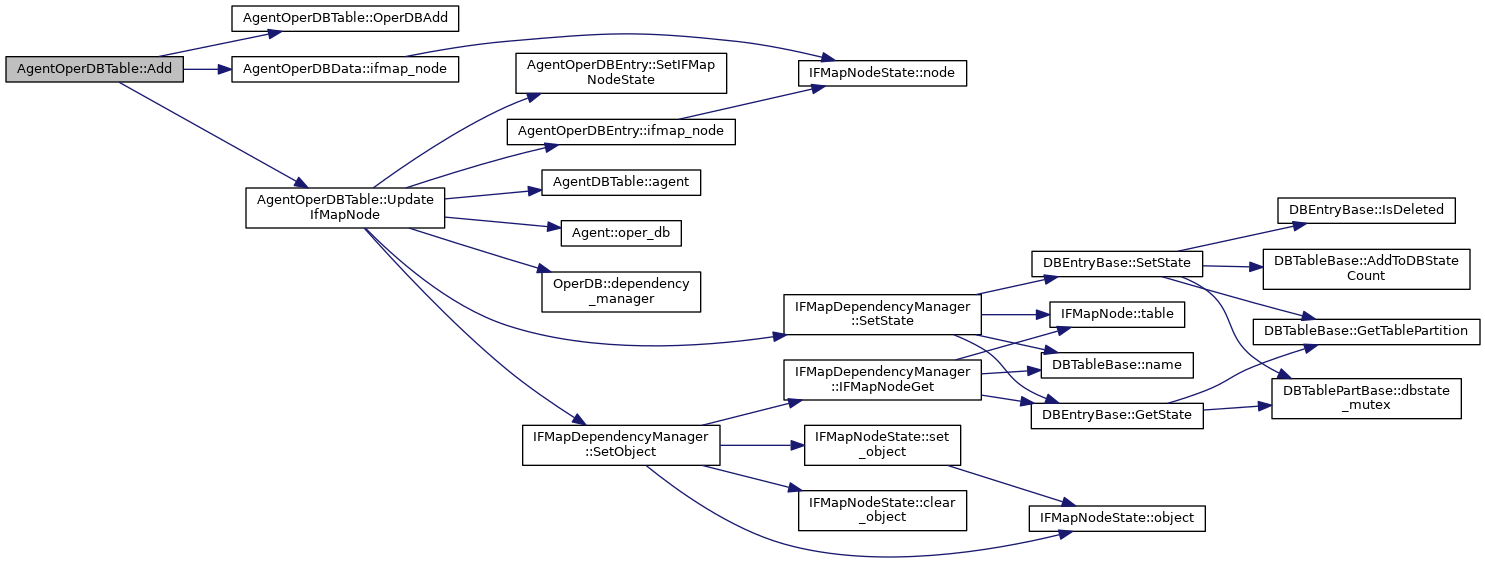 AgentOperDBTable::Add
AgentOperDBTable::OperDBAdd
AgentOperDBData::ifmap_node
AgentOperDBTable::Update
IfMapNode
AgentOperDBEntry::SetIFMap
NodeState
AgentOperDBEntry::ifmap_node
AgentDBTable::agent
Agent::oper_db
OperDB::dependency
_manager
IFMapDependencyManager
::SetObject
IFMapNodeState::node
IFMapDependencyManager
::SetState
IFMapDependencyManager
::IFMapNodeGet
IFMapNodeState::set
_object
IFMapNodeState::clear
_object
DBEntryBase::SetState
IFMapNode::table
DBTableBase::name
DBEntryBase::GetState
IFMapNodeState::object
DBEntryBase::IsDeleted
DBTableBase::AddToDBState
Count
DBTableBase::GetTablePartition
DBTablePartBase::dbstate
_mutex